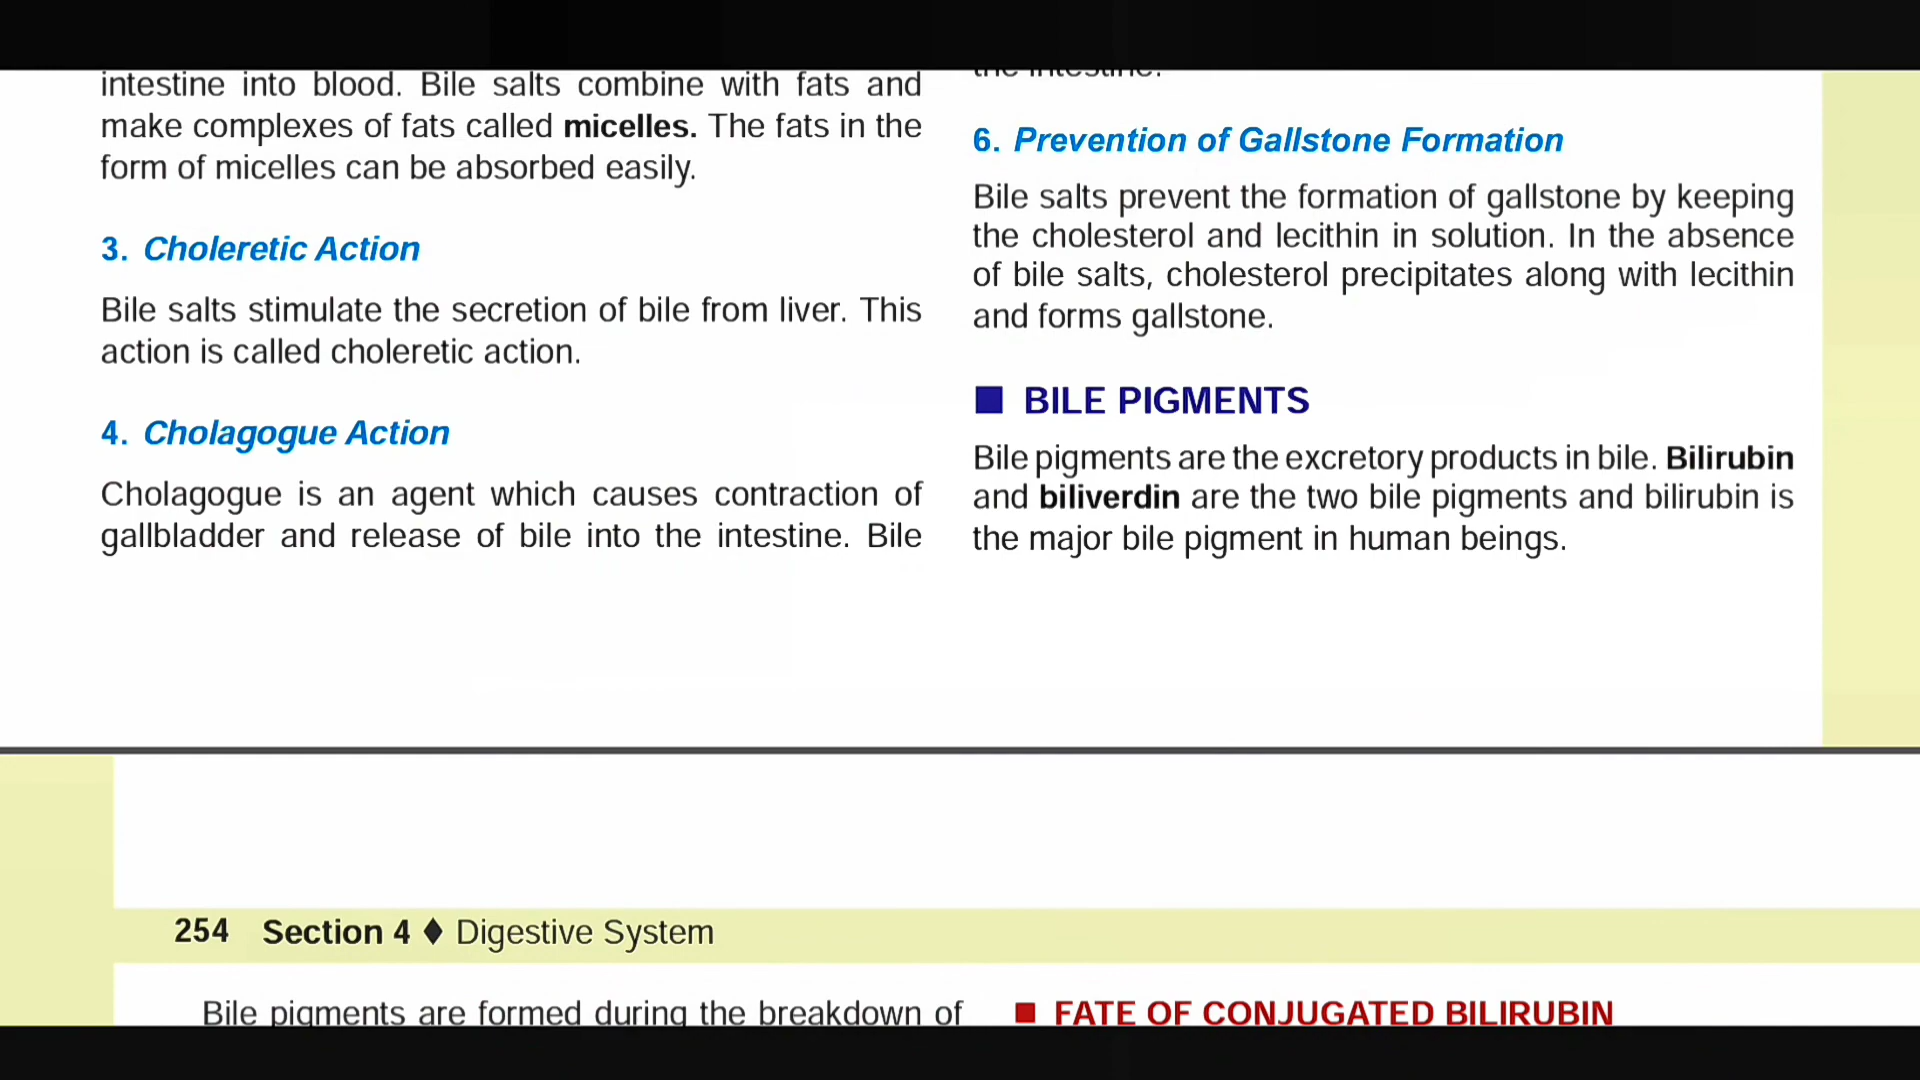 intestine into blood. Bile salts combine with fats and
make complexes of fats called micelles. The fats in the
form of micelles can be absorbed easily.
3. Choleretic Action
Bile salts stimulate the secretion of bile from liver. This
action is called choleretic action.
4. Cholagogue Action
Cholagogue is an agent which causes contraction of
gallbladder and release of bile into the intestine. Bile
the intestine.
6. Prevention of Gallstone Formation
Bile salts prevent the formation of gallstone by keeping
the cholesterol and lecithin in solution. In the absence
of bile salts, cholesterol precipitates along with lecithin
and forms gallstone.
■ BILE PIGMENTS
Bile pigments are the excretory products in bile. Bilirubin
and biliverdin are the two bile pigments and bilirubin is
the major bile pigment in human beings.
254 Section 4 ♦ Digestive System
Bile pigments are formed during the breakdown of
■ FATE OF CONJUGATED BILIRUBIN